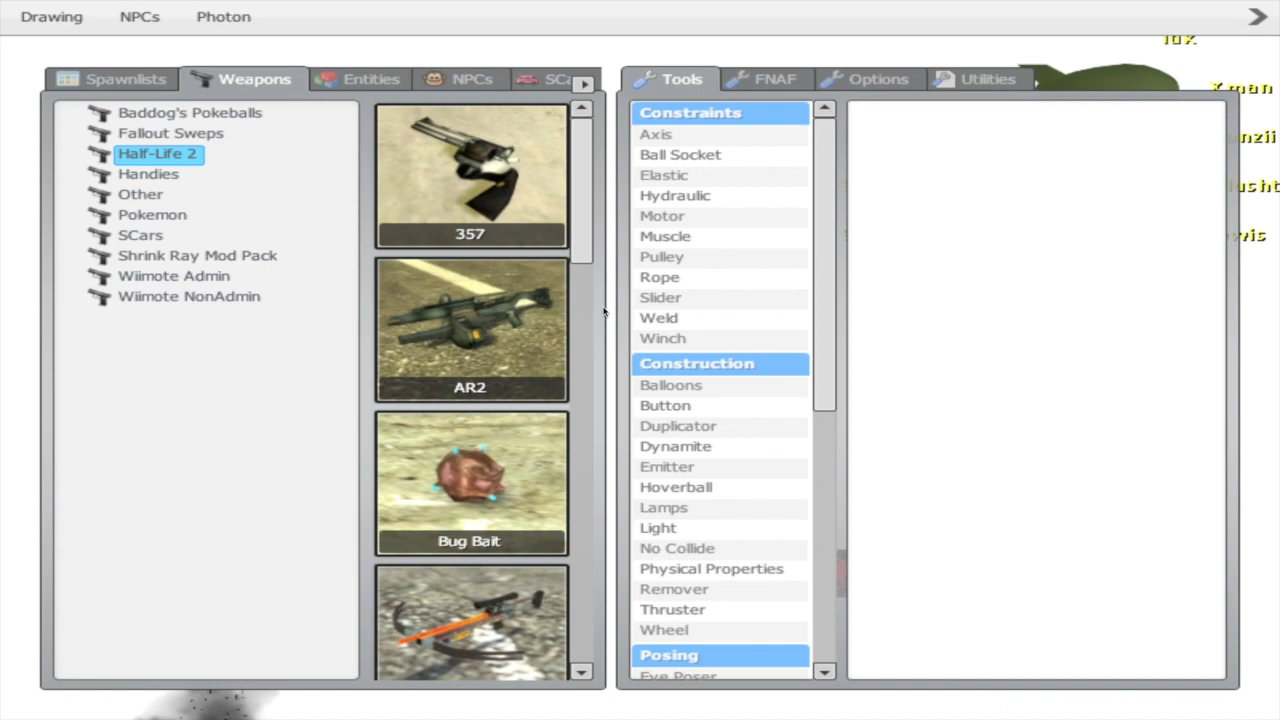 Drawing NPCs Photon
Spawnlists Weapons Entities NPCs SCa
Baddog's Pokeballs
Fallout Sweps
Half-Life 2
Handies
Other
Pokemon
SCars
Shrink Ray Mod Pack
Wiimote Admin
Wiimote NonAdmin
357
AR2
Bug Bait
Tools FNAF Options Utilities
Constraints
Axis
Ball Socket
Elastic
Hydraulic
Motor
Muscle
Pulley
Rope
Slider
Weld
Winch
Construction
Balloons
Button
Duplicator
Dynamite
Emitter
Hoverball
Lamps
Light
No Collide
Physical Properties
Remover
Thruster
Wheel
Posing
Eye Poser